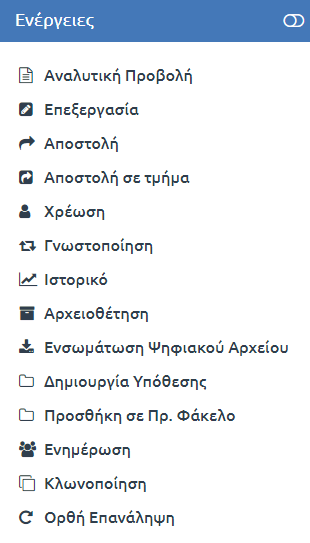 Ενέργειες
Αναλυτική Προβολή
Επεξεργασία
Αποστολή
Αποστολή σε τμήμα
Χρέωση
Γνωστοποίηση
Ιστορικό
Αρχειοθέτηση
Ενσωμάτωση Ψηφιακού Αρχείου
Δημιουργία Υπόθεσης
Προσθήκη σε Πρ. Φάκελο
Ενημέρωση
Κλωνοποίηση
Ορθή Επανάληψη